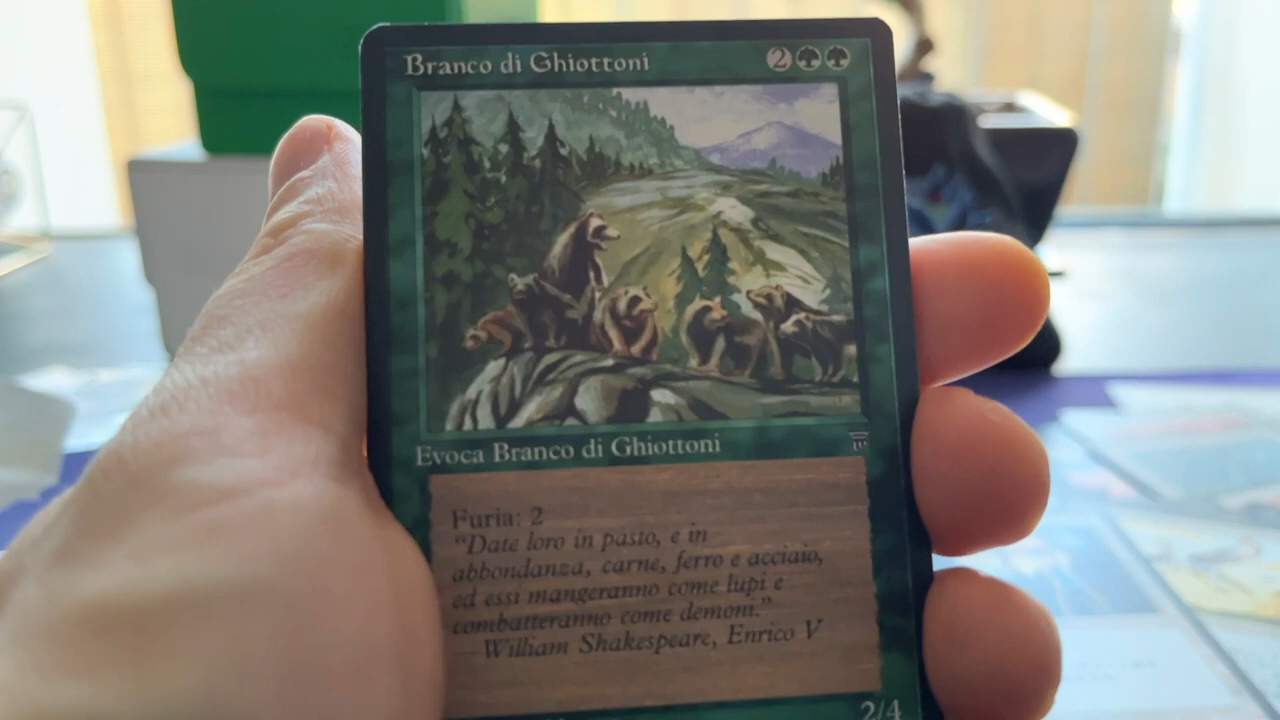 Branco di Ghiottoni 2
Evoca Branco di Ghiottoni
Furia: 2
“Date loro in pasto, e in
abbondanza, carne, ferro e acciaio,
ed essi mangeranno come lupi e
combatteranno come demoni.”
—William Shakespeare, Enrico V
2/4